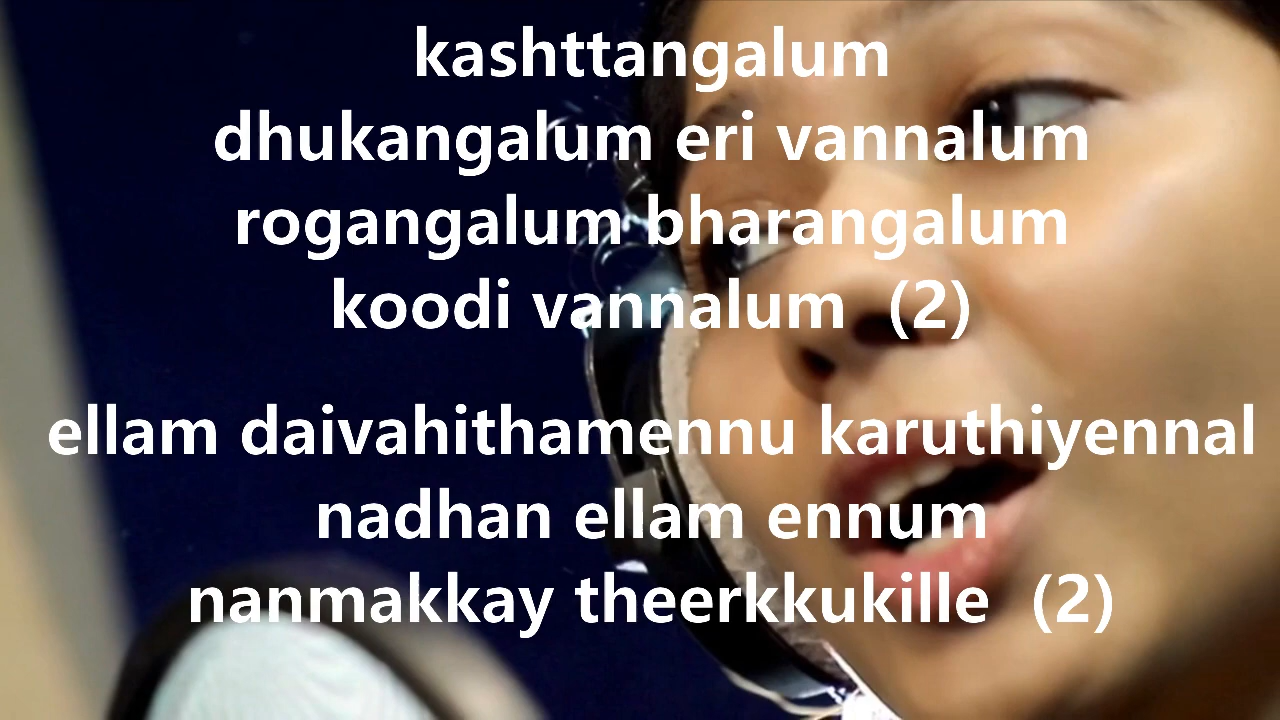 kashttangalum
dhukangalum eri vannalum
rogangalum bharangalum
koodi vannalum (2)
ellam daivahithamennu karuthiyennal
nadhan ellam ennum
nanmakkay theerkkukille (2)